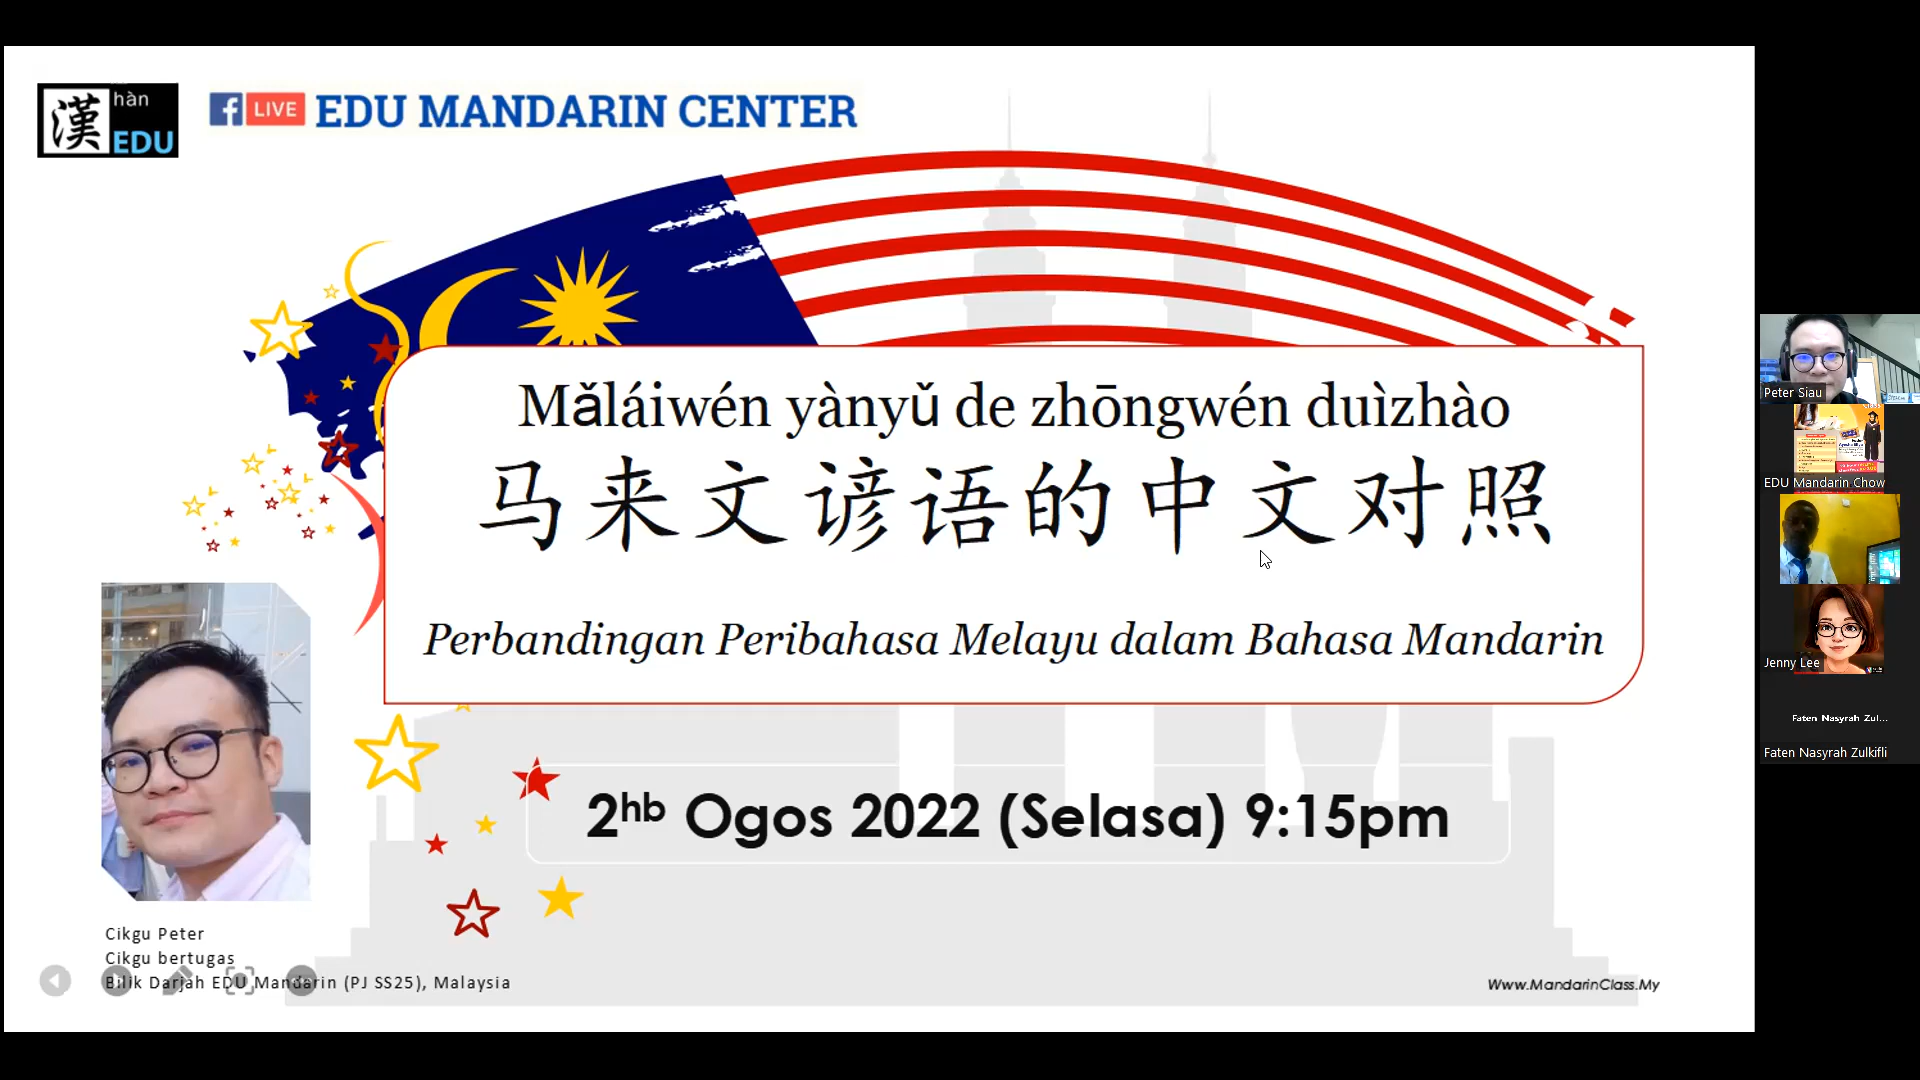 漢
hàn
EDU
LIVE EDU MANDARIN CENTER
Mǎláiwén yànyǔ de zhōngwén duìzhào
马来文谚语的中文对照
Perbandingan Peribahasa Melayu dalam Bahasa Mandarin
2hb Ogos 2022 (Selasa) 9:15pm
Cikgu Peter
Cikgu bertugas
Bilik Darjah EDU Mandarin (PJ SS25), Malaysia
Www.MandarinClass.My
Peter Siau
EDU Mandarin Chow
Jenny Lee
Faten Nasyrah Zul...
Faten Nasyrah Zulkifli